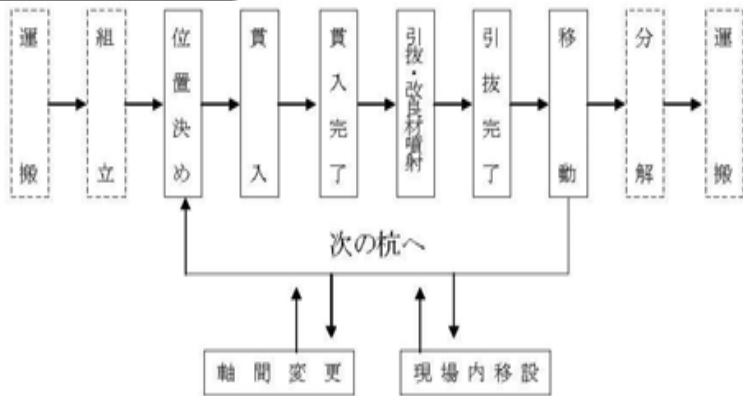 運搬
組立
位置決め
貫入
貫入完了
引抜・改良材噴射
引抜完了
移動
分解
運搬
次の杭へ
軸間変更
現場内移設